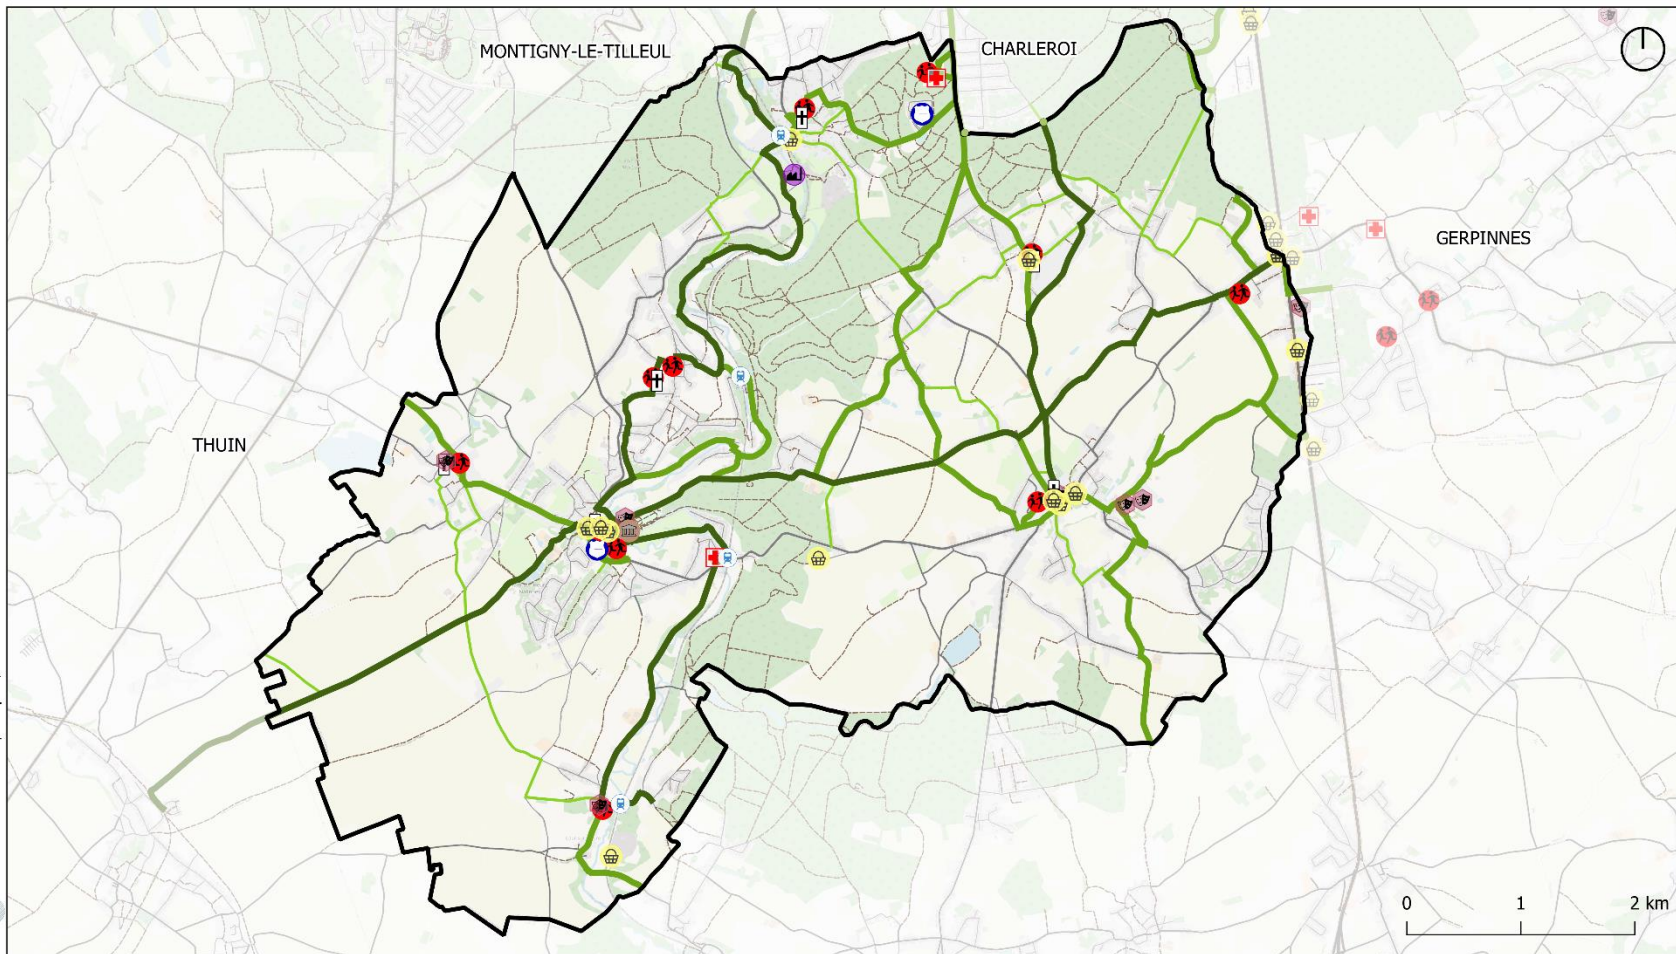 MONTIGNY-LE-TILLEUL
CHARLEROI
GERPINNES
THUIN
0 1 2 km